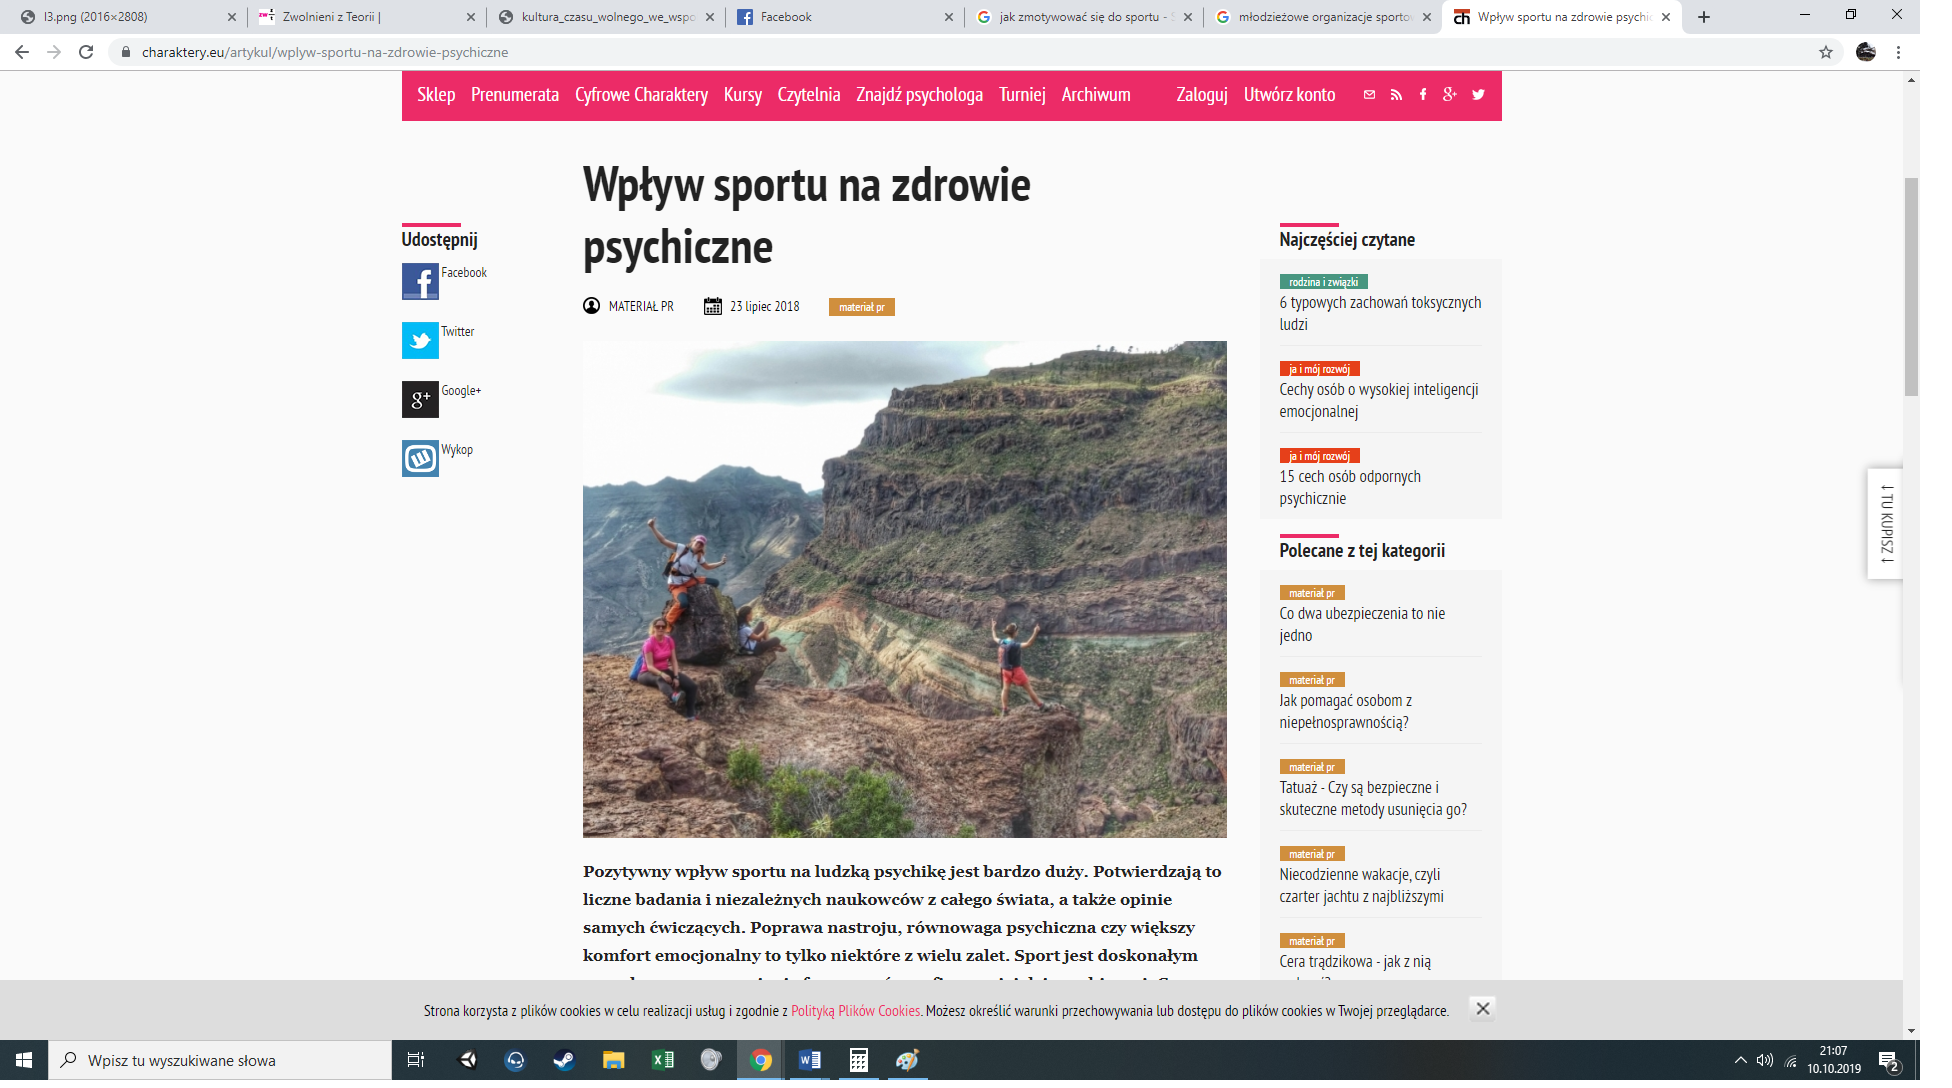 l3.png (2016×2808)
Zwolnieni z Teorii |
kultura_czasu_wolnego_we_wspo
Facebook
jak zmotywować się do sportu - S
młodzieżowe organizacje sportow
Wpływ sportu na zdrowie psychic
charaktery.eu/artykul/wplyw-sportu-na-zdrowie-psychiczne
Sklep Prenumerata Cyfrowe Charaktery Kursy Czytelnia Znajdź psychologa Turniej Archiwum Zaloguj Utwórz konto
Wpływ sportu na zdrowie
psychiczne
MATERIAŁ PR 23 lipiec 2018 materiał pr
Udostępnij
Facebook
Twitter
Google+
Wykop
Najczęściej czytane
rodzina i związki
6 typowych zachowań toksycznych
ludzi
ja i mój rozwój
Cechy osób o wysokiej inteligencji
emocjonalnej
ja i mój rozwój
15 cech osób odpornych
psychicznie
Polecane z tej kategorii
materiał pr
Co dwa ubezpieczenia to nie
jedno
materiał pr
Jak pomagać osobom z
niepełnosprawnością?
materiał pr
Tatuaż - Czy są bezpieczne i
skuteczne metody usunięcia go?
materiał pr
Niecodzienne wakacje, czyli
czarter jachtu z najbliższymi
materiał pr
Cera trądzikowa - jak z nią
↓ TU KUPISZ ↓
Pozytywny wpływ sportu na ludzką psychikę jest bardzo duży. Potwierdzają to
liczne badania i niezależnych naukowców z całego świata, a także opinie
samych ćwiczących. Poprawa nastroju, równowaga psychiczna czy większy
komfort emocjonalny to tylko niektóre z wielu zalet. Sport jest doskonałym
Strona korzysta z plików cookies w celu realizacji usług i zgodnie z Polityką Plików Cookies. Możesz określić warunki przechowywania lub dostępu do plików cookies w Twojej przeglądarce.
Wpisz tu wyszukiwane słowa
21:07
10.10.2019
2